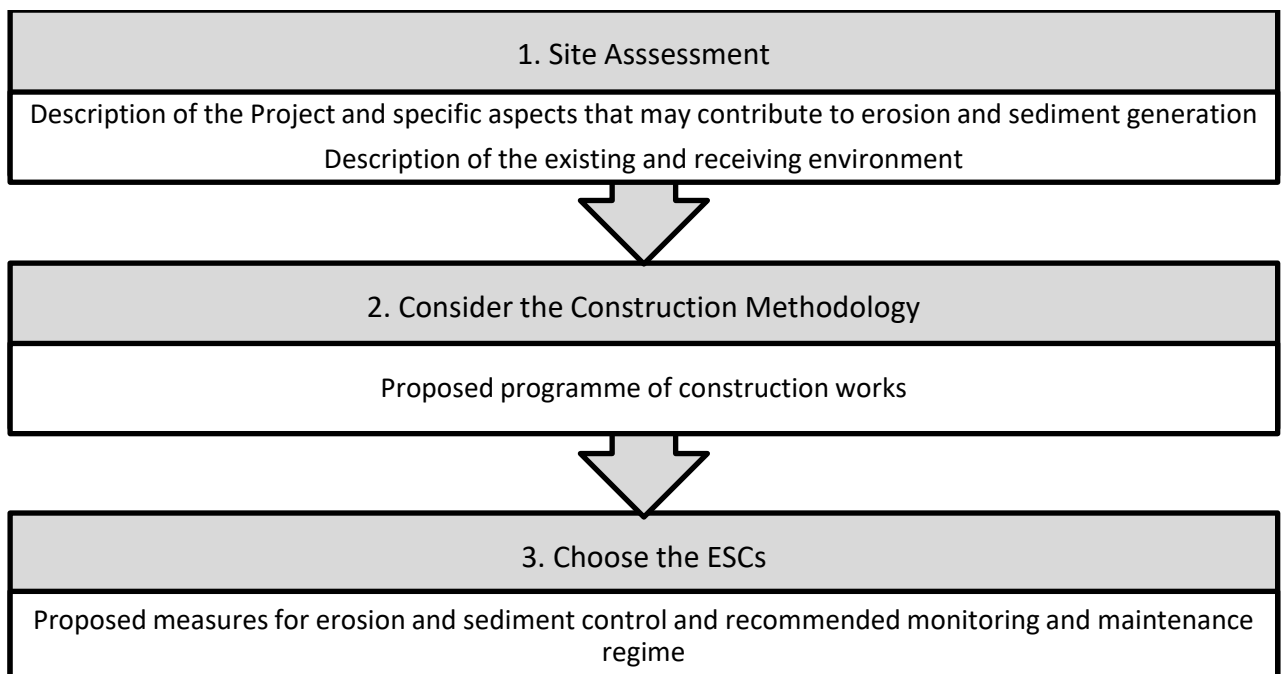 1. Site Asssessment
Description of the Project and specific aspects that may contribute to erosion and sediment generation
Description of the existing and receiving environment
2. Consider the Construction Methodology
Proposed programme of construction works
3. Choose the ESCs
Proposed measures for erosion and sediment control and recommended monitoring and maintenance
regime